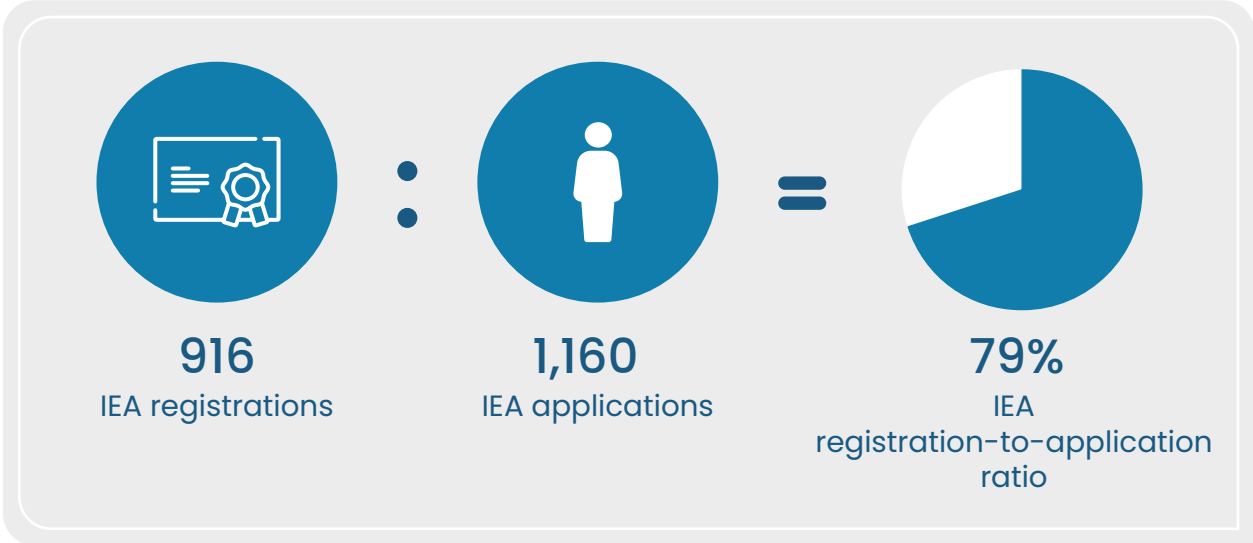 916
IEA registrations
1,160
IEA applications
79%
IEA
registration-to-application
ratio